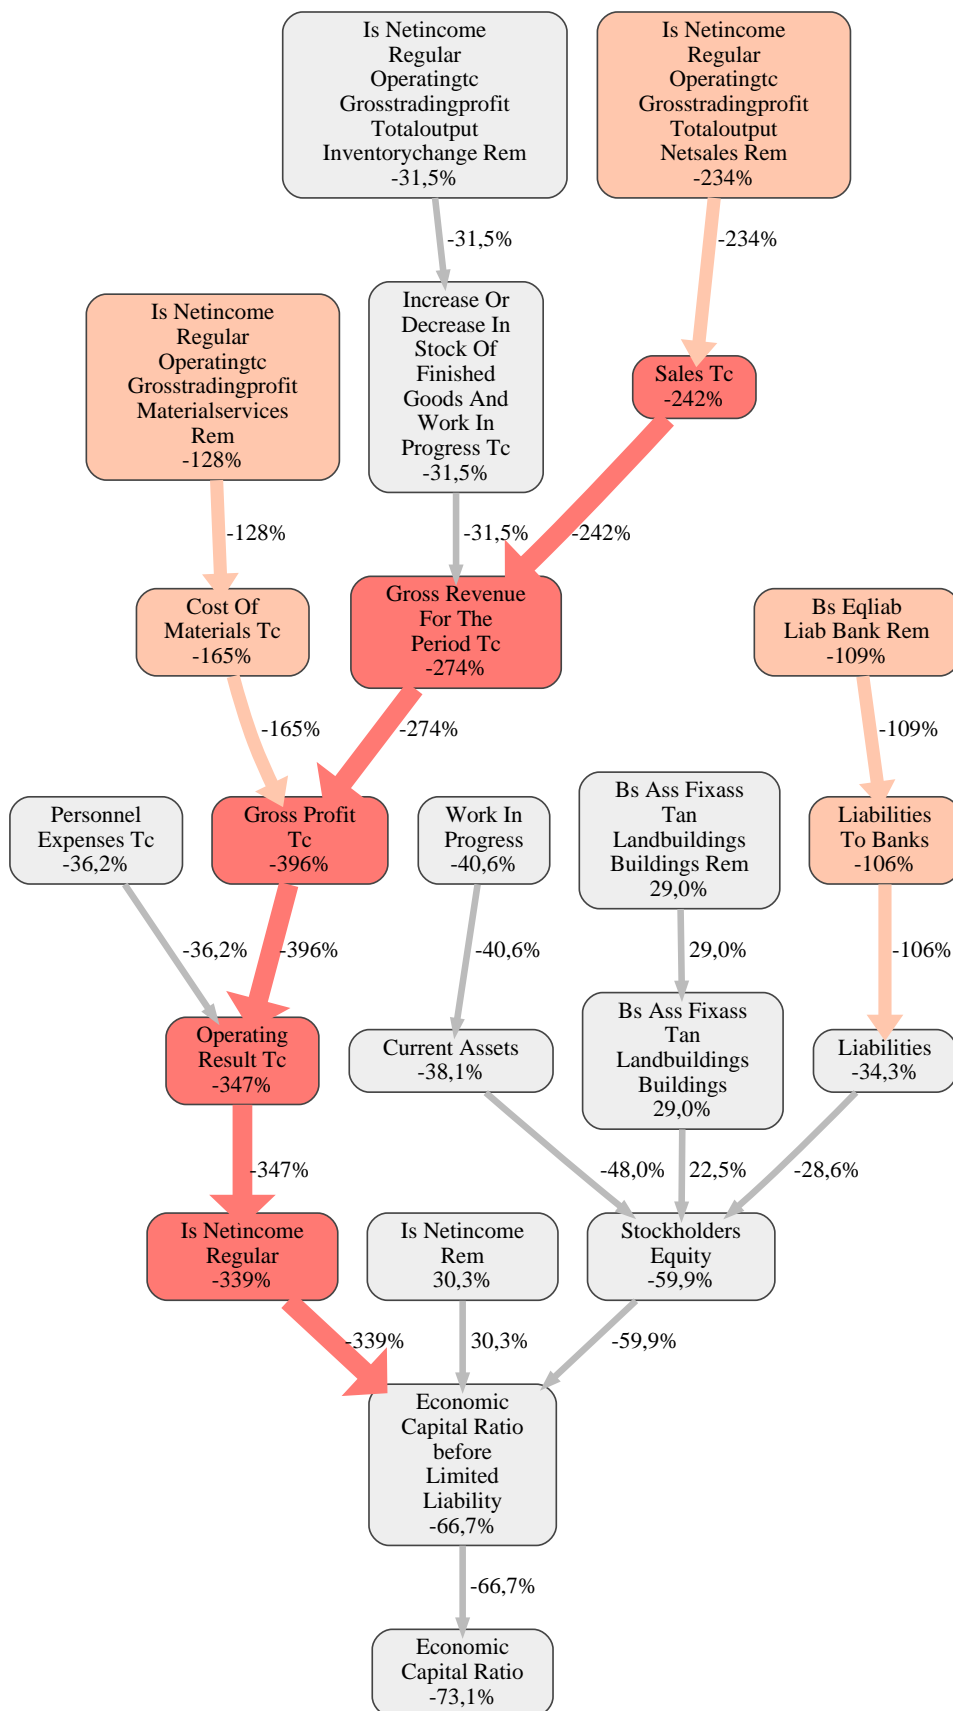 Is Netincome
Regular
Operatingtc
Grosstradingprofit
Totaloutput
Inventorychange Rem
-31,5%
Is Netincome
Regular
Operatingtc
Grosstradingprofit
Totaloutput
Netsales Rem
-234%
-31,5%
-234%
Is Netincome
Regular
Operatingtc
Grosstradingprofit
Materialservices
Rem
-128%
Increase Or
Decrease In
Stock Of
Finished
Goods And
Work In
Progress Tc
-31,5%
Sales Tc
-242%
-128%
-31,5%
-242%
Cost Of
Materials Tc
-165%
Gross Revenue
For The
Period Tc
-274%
Bs Eqliab
Liab Bank Rem
-109%
-165%
-274%
-109%
Personnel
Expenses Tc
-36,2%
Gross Profit
Tc
-396%
Work In
Progress
-40,6%
Bs Ass Fixass
Tan
Landbuildings
Buildings Rem
29,0%
Liabilities
To Banks
-106%
-36,2%
-396%
-40,6%
29,0%
-106%
Operating
Result Tc
-347%
Current Assets
-38,1%
Bs Ass Fixass
Tan
Landbuildings
Buildings
29,0%
Liabilities
-34,3%
-347%
-48,0%
22,5%
-28,6%
Is Netincome
Regular
-339%
Is Netincome
Rem
30,3%
Stockholders
Equity
-59,9%
-339%
30,3%
-59,9%
Economic
Capital Ratio
before
Limited
Liability
-66,7%
-66,7%
Economic
Capital Ratio
-73,1%